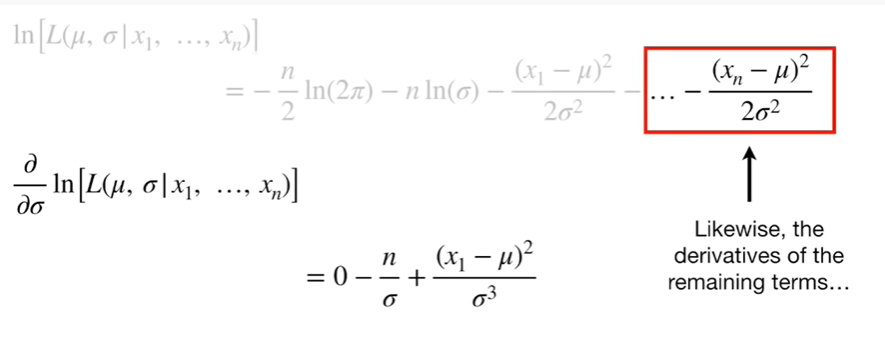 ln[L(μ, σ|x₁, …, xₙ)]
= − n/2 ln(2π) − n ln(σ) − (x₁ − μ)²/2σ² − … − (xₙ − μ)²/2σ²
∂/∂σ ln[L(μ, σ|x₁, …, xₙ)]
Likewise, the
derivatives of the
remaining terms…
= 0 − n/σ + (x₁ − μ)²/σ³